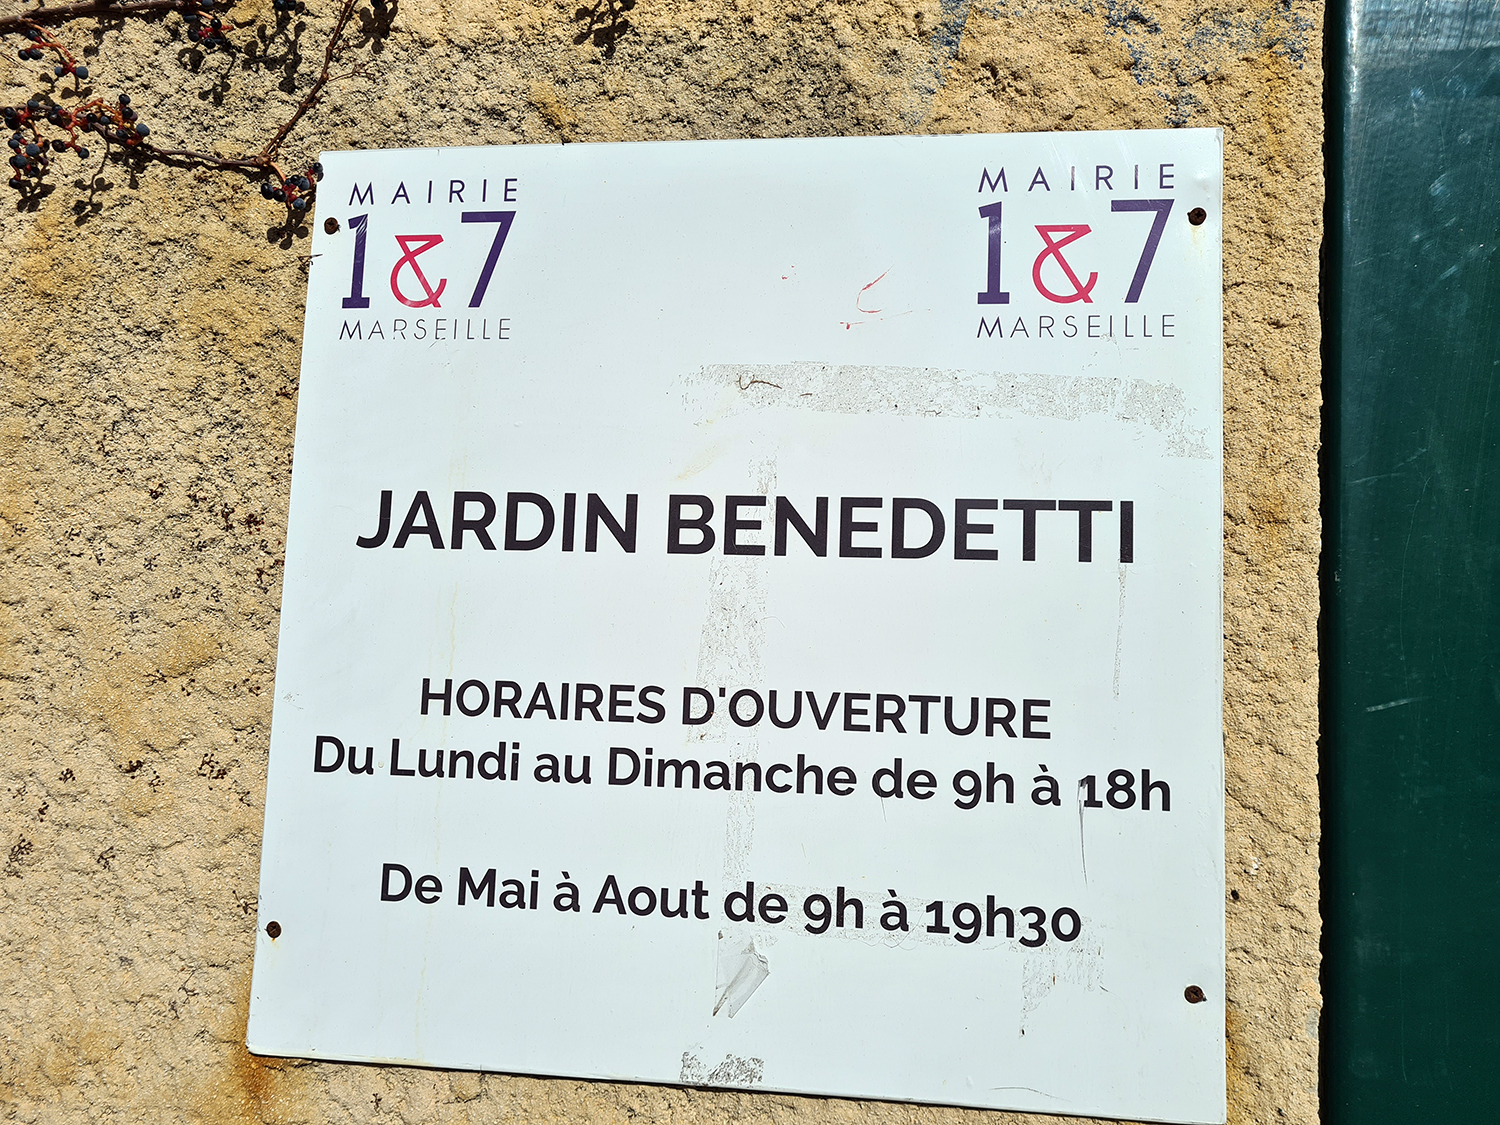 MAIRIE
1&7
MARSEILLE
MAIRIE
1&7
MARSEILLE
JARDIN BENEDETTI
HORAIRES D'OUVERTURE
Du Lundi au Dimanche de 9h à 18h
De Mai à Aout de 9h à 19h30